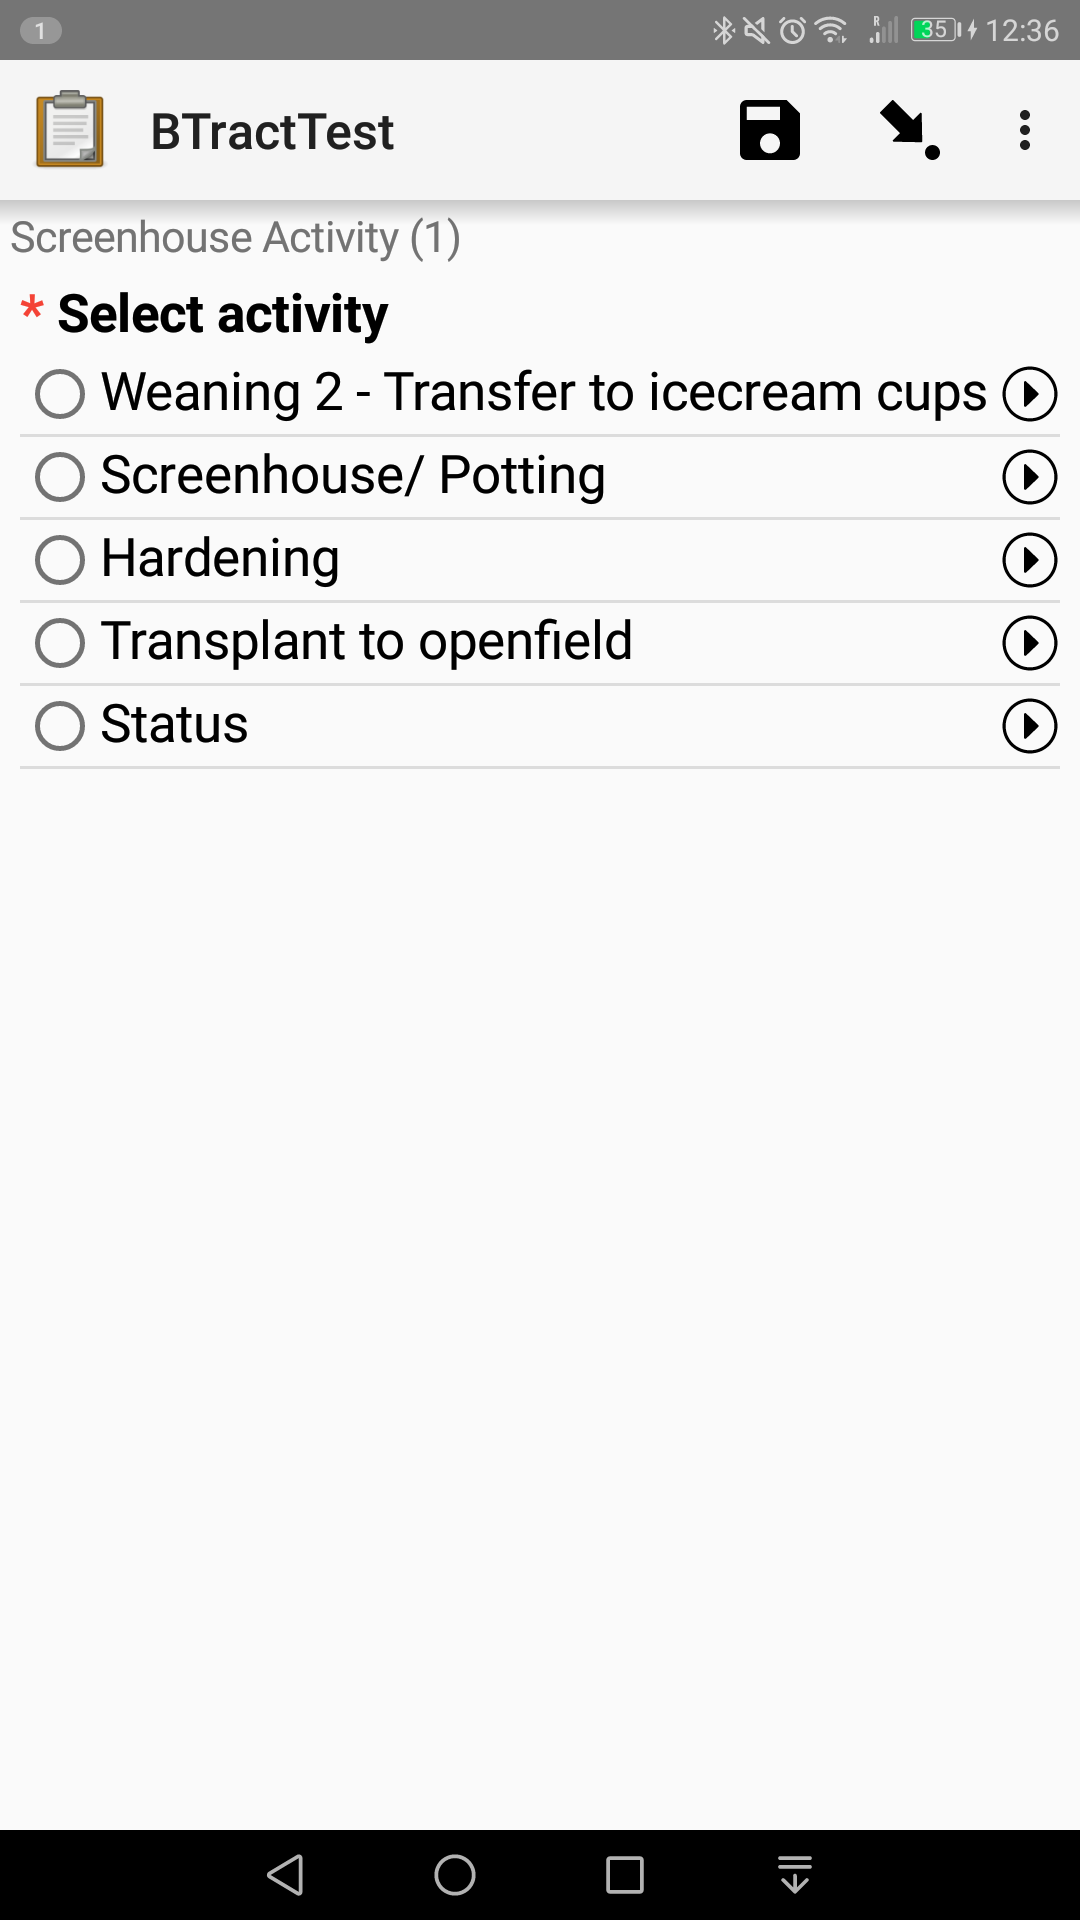 1
R 35 12:36
BTractTest
Screenhouse Activity (1)
* Select activity
Weaning 2 - Transfer to icecream cups
Screenhouse/ Potting
Hardening
Transplant to openfield
Status